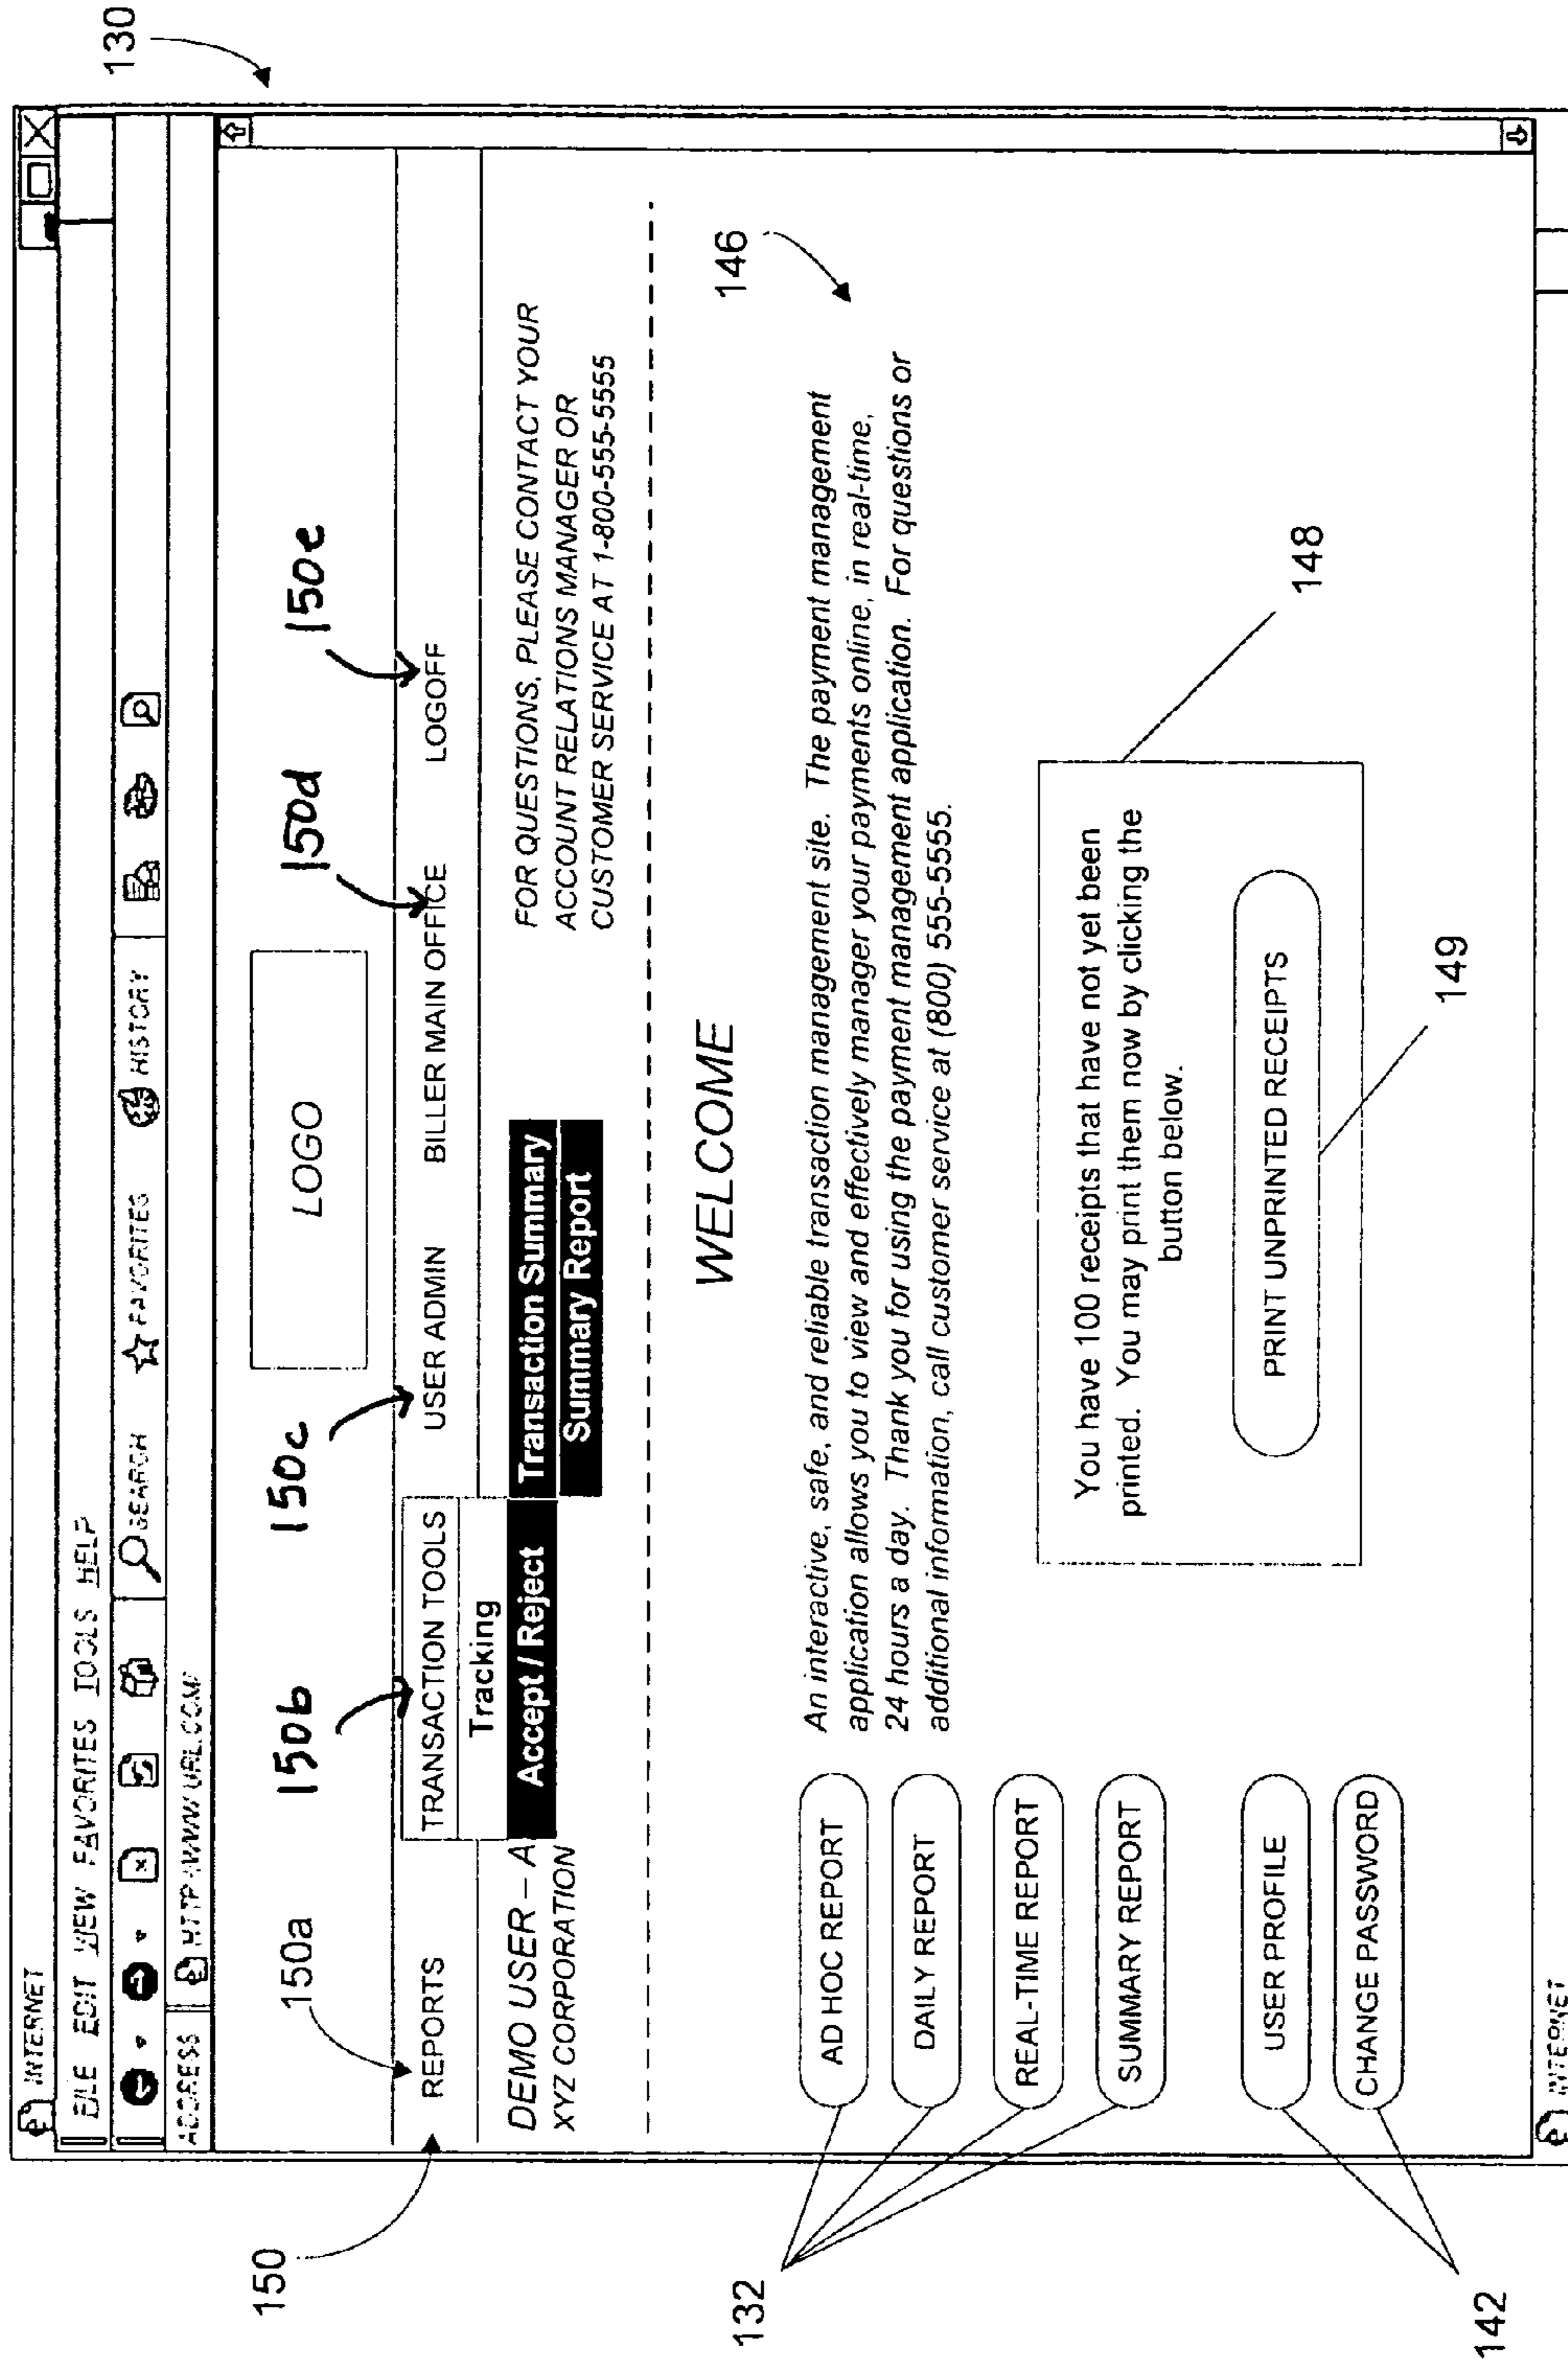 130
INTERNET
FILE EDIT VIEW FAVORITES TOOLS HELP
SEARCH FAVORITES HISTORY
ADDRESS HTTP://WWW.URL.COM/
LOGO
150
150a
150b
150c
150d
150e
REPORTS TRANSACTION TOOLS USER ADMIN BILLER MAIN OFFICE LOGOFF
Tracking
Accept / Reject Transaction Summary
Summary Report
DEMO USER – A
XYZ CORPORATION
FOR QUESTIONS, PLEASE CONTACT YOUR
ACCOUNT RELATIONS MANAGER OR
CUSTOMER SERVICE AT 1-800-555-5555
WELCOME
146
132
AD HOC REPORT
DAILY REPORT
REAL-TIME REPORT
SUMMARY REPORT
142
USER PROFILE
CHANGE PASSWORD
An interactive, safe, and reliable transaction management site. The payment management
application allows you to view and effectively manager your payments online, in real-time,
24 hours a day. Thank you for using the payment management application. For questions or
additional information, call customer service at (800) 555-5555.
148
You have 100 receipts that have not yet been
printed. You may print them now by clicking the
button below.
PRINT UNPRINTED RECEIPTS
149
INTERNET